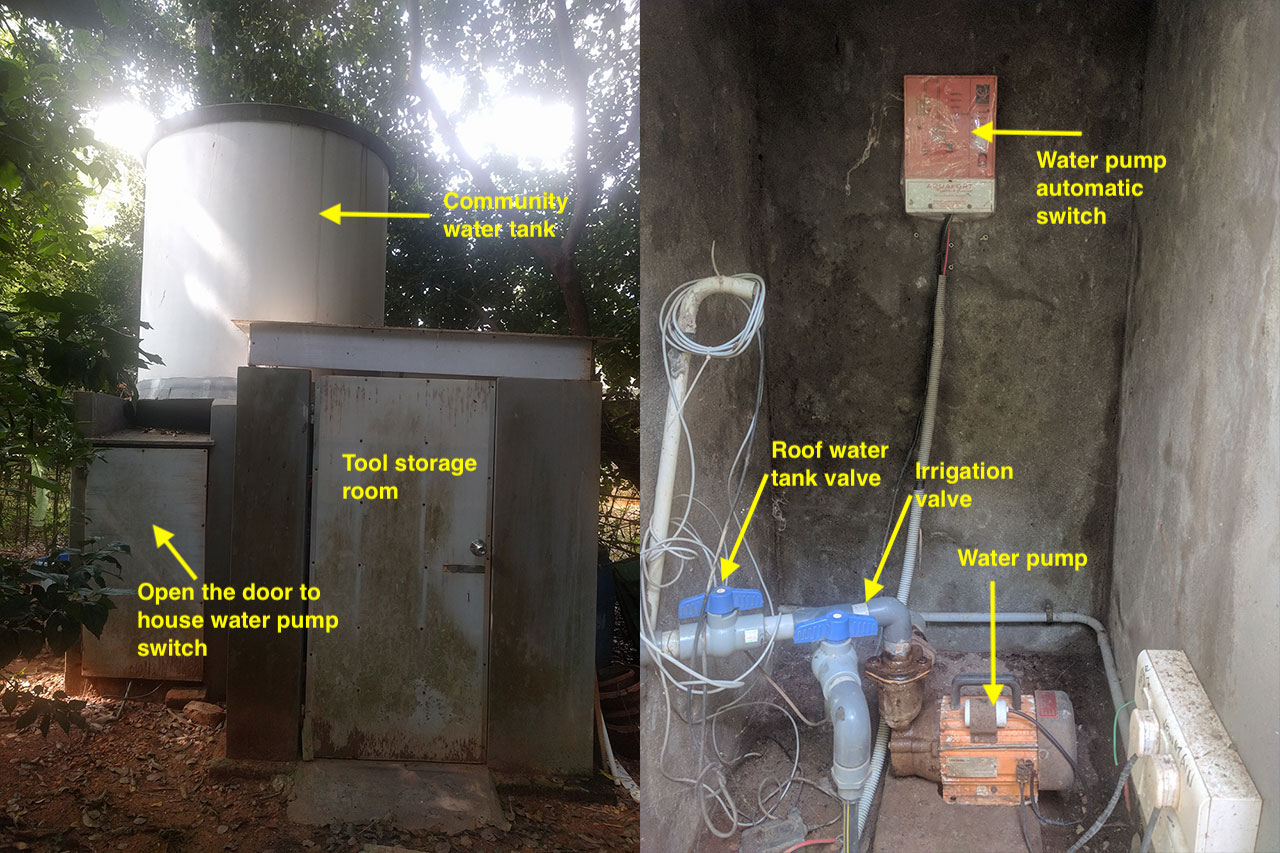 Community
water tank
Tool storage
room
Open the door to
house water pump
switch
Water pump
automatic
switch
Roof water
tank valve
Irrigation
valve
Water pump